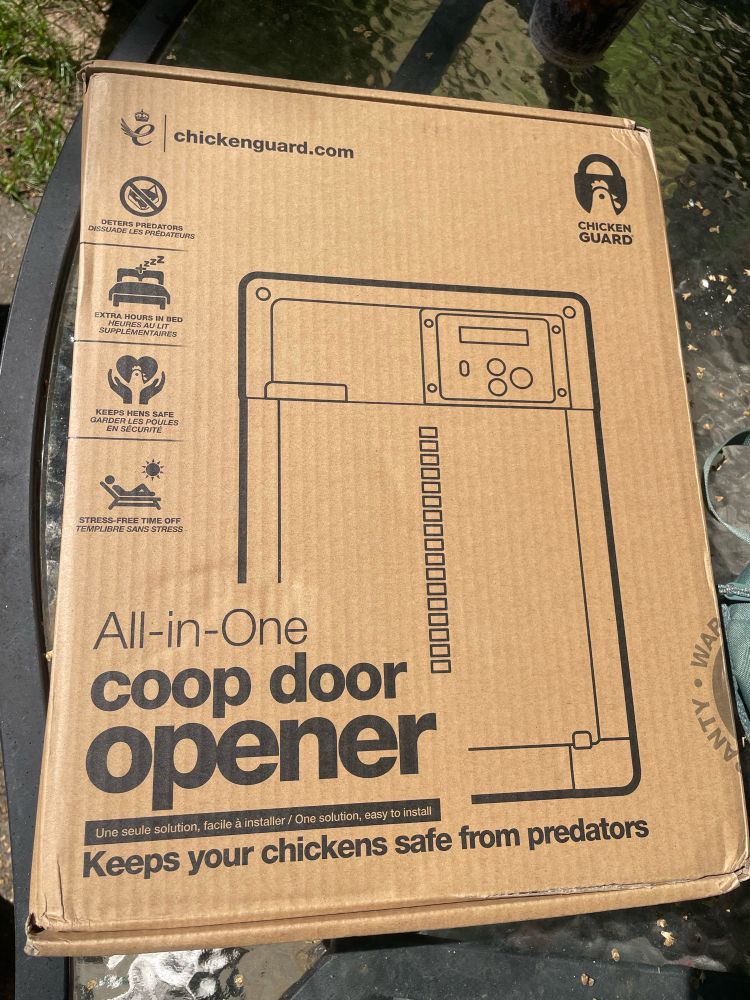 chickenguard.com
CHICKEN
GUARD
DETERS PREDATORS
DISSUADE LES PRÉDATEURS
zzZZ
EXTRA HOURS IN BED
HEURES AU LIT
SUPPLÉMENTAIRES
KEEPS HENS SAFE
GARDER LES POULES
EN SÉCURITÉ
STRESS-FREE TIME OFF
TEMPLIBRE SANS STRESS
All-in-One
coop door
opener
Une seule solution, facile à installer / One solution, easy to install
Keeps your chickens safe from predators